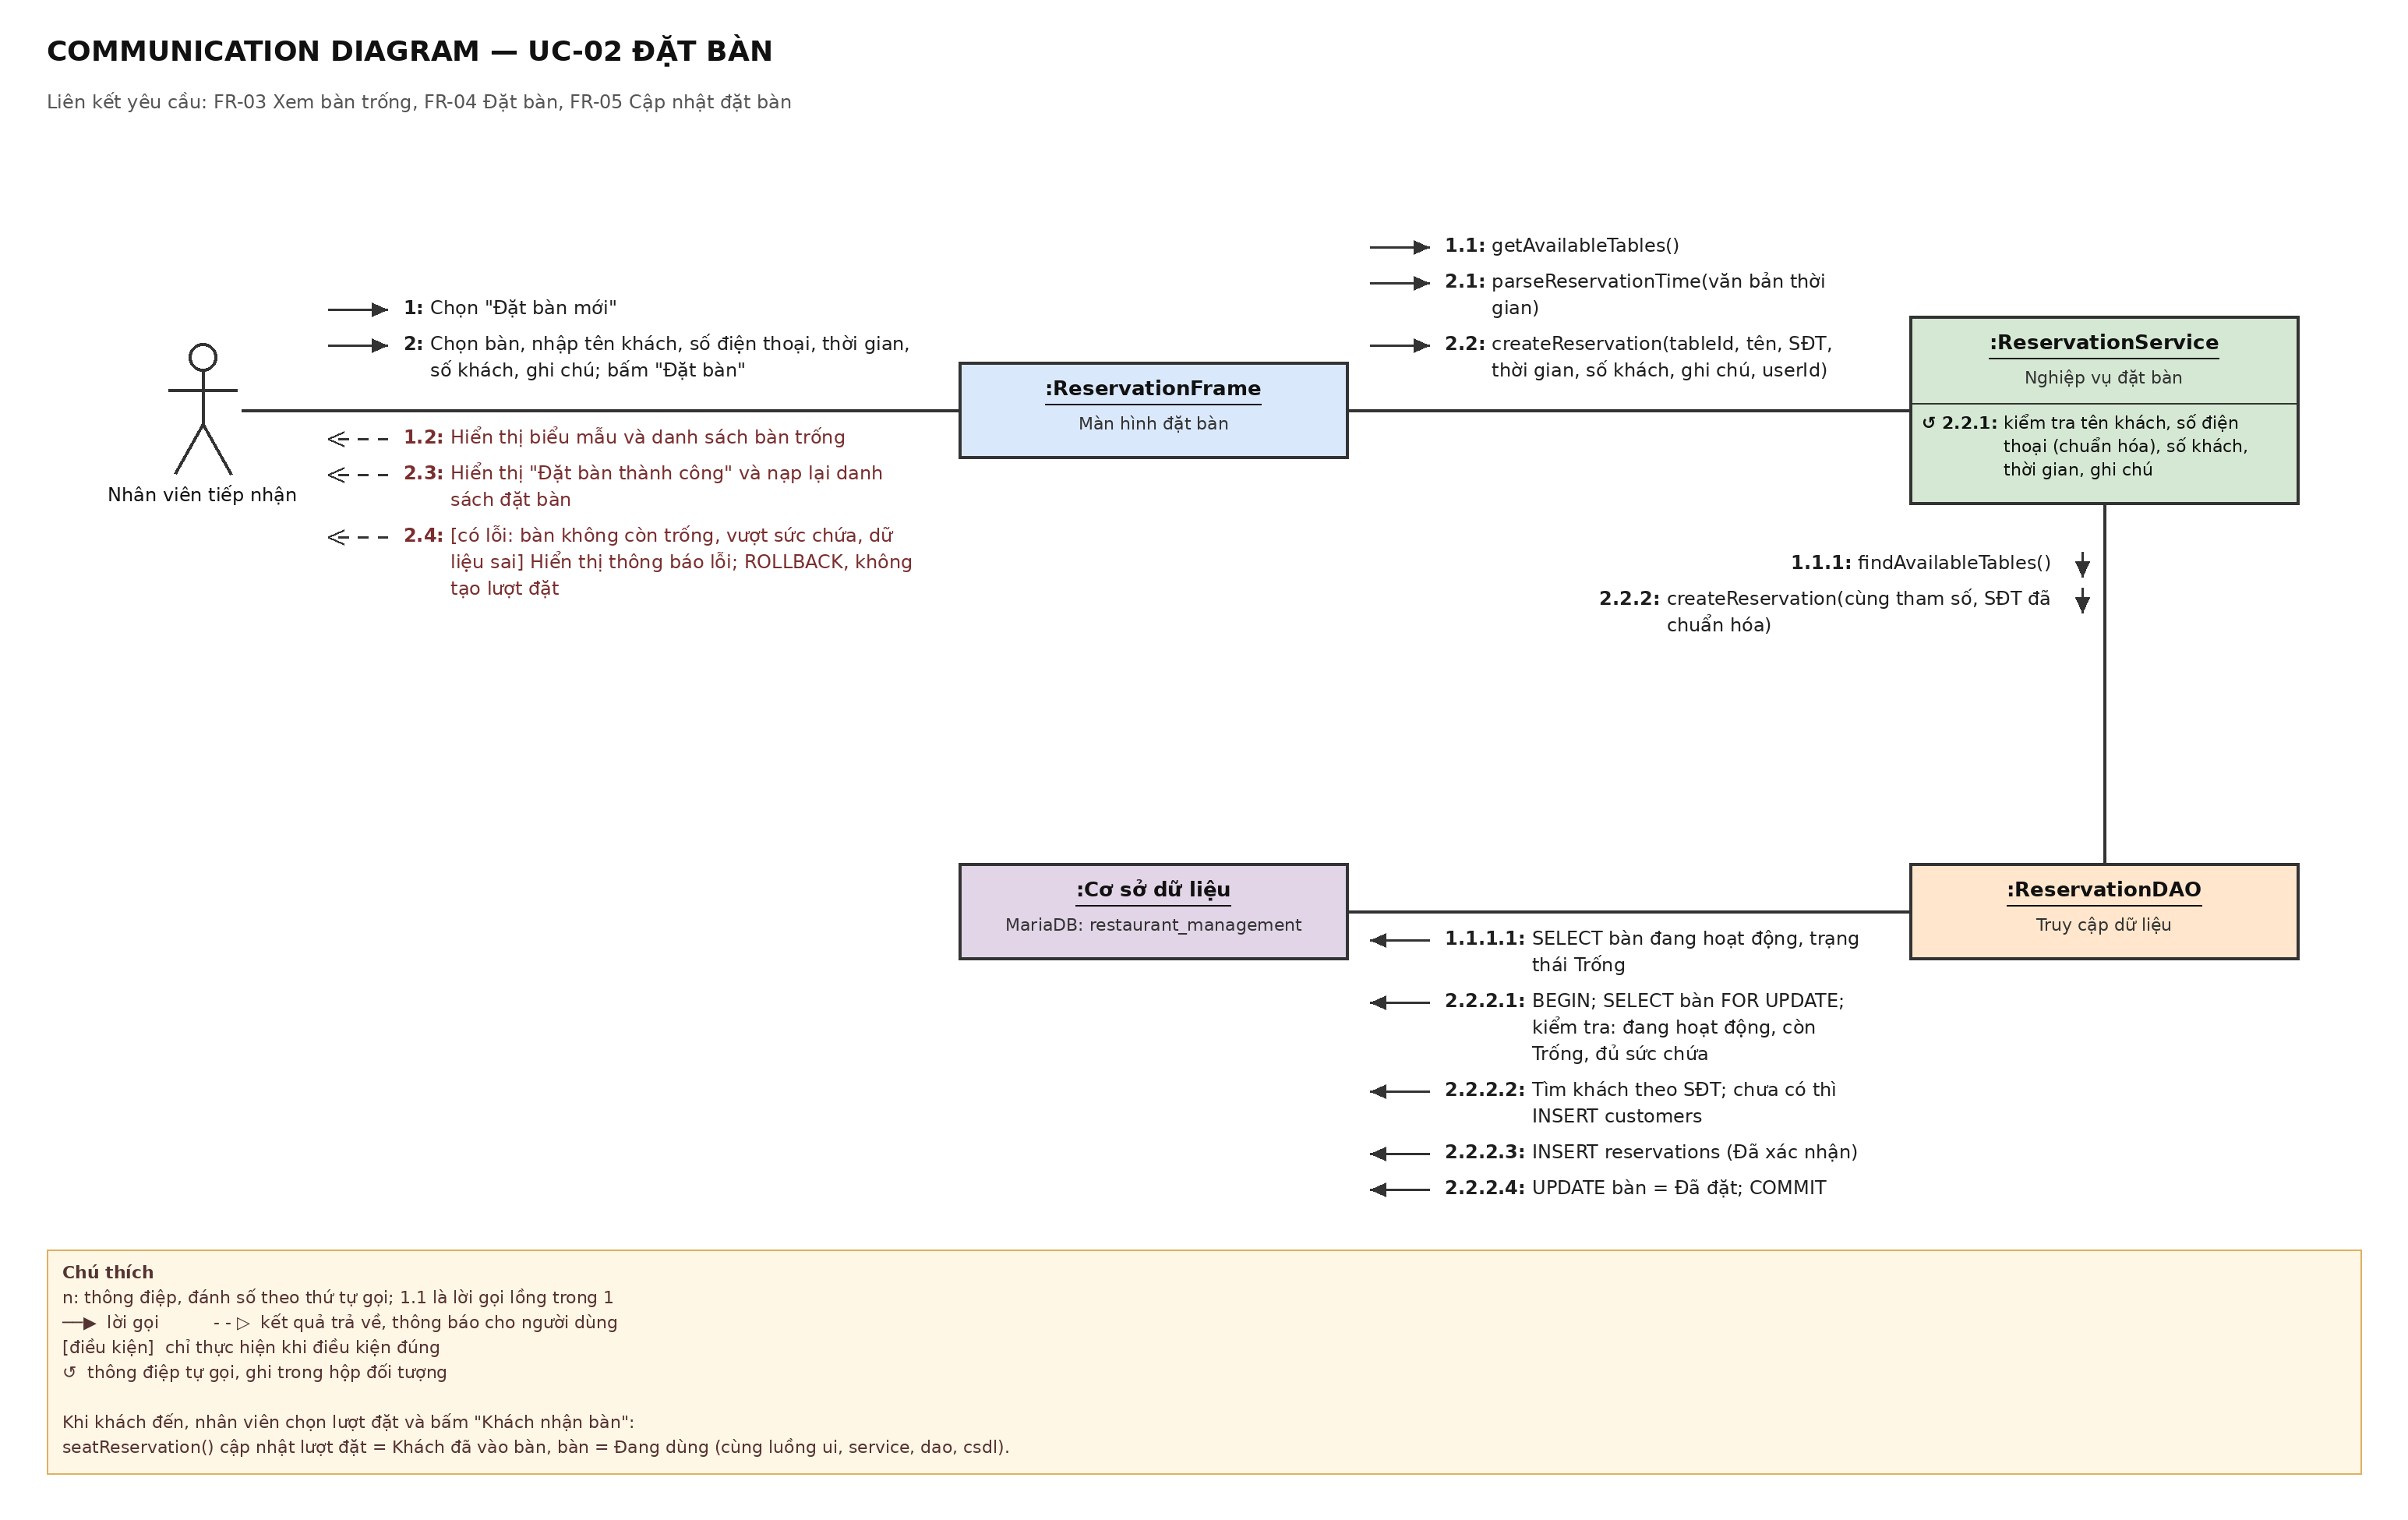 COMMUNICATION DIAGRAM — UC-02 ĐẶT BÀN
Liên kết yêu cầu: FR-03 Xem bàn trống, FR-04 Đặt bàn, FR-05 Cập nhật đặt bàn
1: Chọn "Đặt bàn mới"
2: Chọn bàn, nhập tên khách, số điện thoại, thời gian,
số khách, ghi chú; bấm "Đặt bàn"
Nhân viên tiếp nhận
1.2: Hiển thị biểu mẫu và danh sách bàn trống
2.3: Hiển thị "Đặt bàn thành công" và nạp lại danh
sách đặt bàn
2.4: [có lỗi: bàn không còn trống, vượt sức chứa, dữ
liệu sai] Hiển thị thông báo lỗi; ROLLBACK, không
tạo lượt đặt
:ReservationFrame
Màn hình đặt bàn
1.1: getAvailableTables()
2.1: parseReservationTime(văn bản thời
gian)
2.2: createReservation(tableId, tên, SĐT,
thời gian, số khách, ghi chú, userId)
:ReservationService
Nghiệp vụ đặt bàn
↺ 2.2.1: kiểm tra tên khách, số điện
thoại (chuẩn hóa), số khách,
thời gian, ghi chú
1.1.1: findAvailableTables()
2.2.2: createReservation(cùng tham số, SĐT đã
chuẩn hóa)
:Cơ sở dữ liệu
MariaDB: restaurant_management
:ReservationDAO
Truy cập dữ liệu
1.1.1.1: SELECT bàn đang hoạt động, trạng
thái Trống
2.2.2.1: BEGIN; SELECT bàn FOR UPDATE;
kiểm tra: đang hoạt động, còn
Trống, đủ sức chứa
2.2.2.2: Tìm khách theo SĐT; chưa có thì
INSERT customers
2.2.2.3: INSERT reservations (Đã xác nhận)
2.2.2.4: UPDATE bàn = Đã đặt; COMMIT
Chú thích
n: thông điệp, đánh số theo thứ tự gọi; 1.1 là lời gọi lồng trong 1
──▶ lời gọi - - ▷ kết quả trả về, thông báo cho người dùng
[điều kiện] chỉ thực hiện khi điều kiện đúng
↺ thông điệp tự gọi, ghi trong hộp đối tượng
Khi khách đến, nhân viên chọn lượt đặt và bấm "Khách nhận bàn":
seatReservation() cập nhật lượt đặt = Khách đã vào bàn, bàn = Đang dùng (cùng luồng ui, service, dao, csdl).